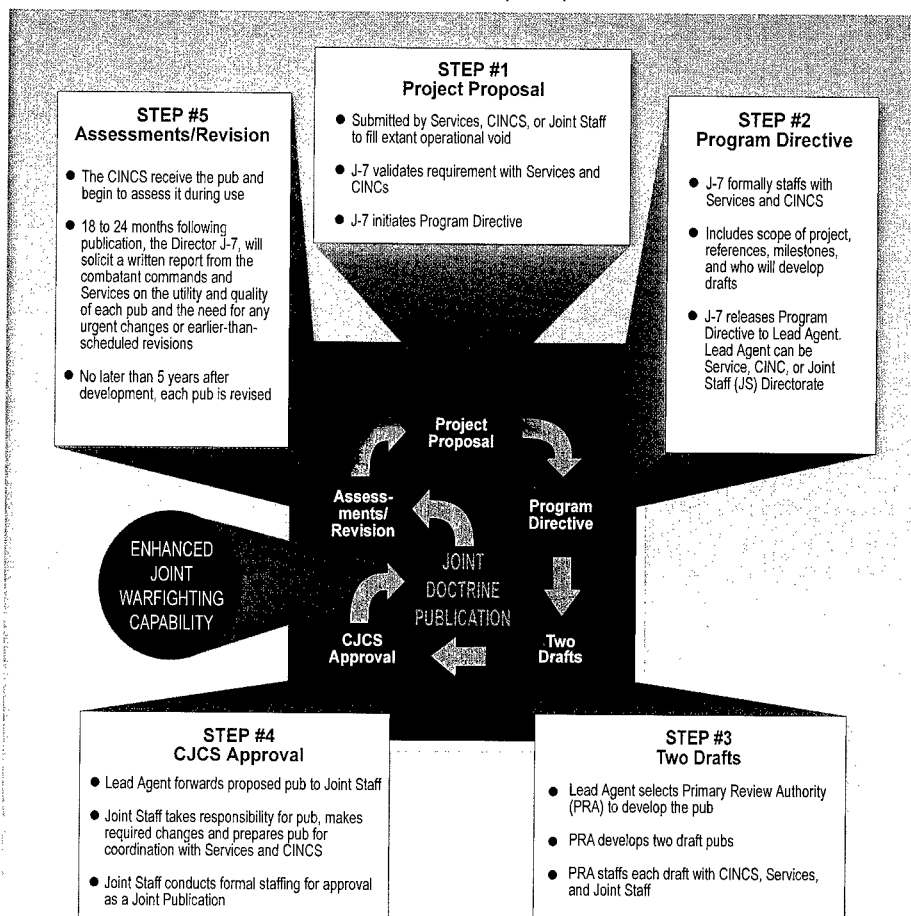 STEP #1
Project Proposal
● Submitted by Services, CINCS, or Joint Staff
to fill extant operational void
● J-7 validates requirement with Services and
CINCs
● J-7 initiates Program Directive
STEP #5
Assessments/Revision
● The CINCS receive the pub and
begin to assess it during use
● 18 to 24 months following
publication, the Director J-7, will
solicit a written report from the
combatant commands and
Services on the utility and quality
of each pub and the need for any
urgent changes or earlier-than-
scheduled revisions
● No later than 5 years after
development, each pub is revised
STEP #2
Program Directive
● J-7 formally staffs with
Services and CINCS
● Includes scope of project,
references, milestones,
and who will develop
drafts
● J-7 releases Program
Directive to Lead Agent.
Lead Agent can be
Service, CINC, or Joint
Staff (JS) Directorate
Project
Proposal
Assess-
ments/
Revision
Program
Directive
JOINT
DOCTRINE
PUBLICATION
CJCS
Approval
Two
Drafts
ENHANCED
JOINT
WARFIGHTING
CAPABILITY
STEP #4
CJCS Approval
● Lead Agent forwards proposed pub to Joint Staff
● Joint Staff takes responsibility for pub, makes
required changes and prepares pub for
coordination with Services and CINCS
● Joint Staff conducts formal staffing for approval
as a Joint Publication
STEP #3
Two Drafts
● Lead Agent selects Primary Review Authority
(PRA) to develop the pub
● PRA develops two draft pubs
● PRA staffs each draft with CINCS, Services,
and Joint Staff